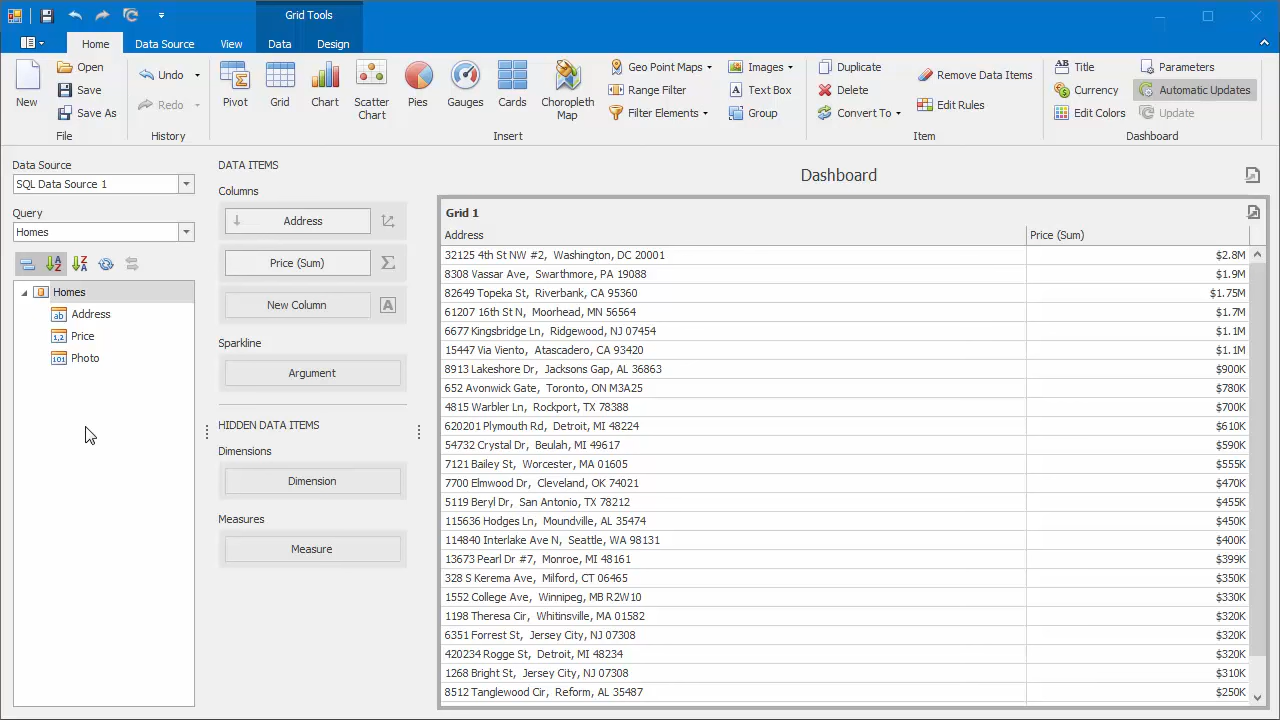 Grid Tools
Home Data Source View Data Design
New
Open
Save
Save As
File
Undo
Redo
History
Pivot
Grid
Chart
Scatter
Chart
Pies
Gauges
Cards
Choropleth
Map
Geo Point Maps
Range Filter
Filter Elements
Images
Text Box
Group
Insert
Duplicate
Delete
Convert To
Remove Data Items
Edit Rules
Item
AB Title
Currency
Edit Colors
Parameters
Automatic Updates
Update
Dashboard
Data Source
SQL Data Source 1
Query
Homes
A
Z
Z
A
Homes
ab Address
1,2 Price
101 Photo
DATA ITEMS
Columns
Address
Price (Sum) Σ
New Column A
Sparkline
Argument
HIDDEN DATA ITEMS
Dimensions
Dimension
Measures
Measure
Dashboard
Grid 1
Address Price (Sum)
32125 4th St NW #2, Washington, DC 20001 $2.8M
8308 Vassar Ave, Swarthmore, PA 19088 $1.9M
82649 Topeka St, Riverbank, CA 95360 $1.75M
61207 16th St N, Moorhead, MN 56564 $1.7M
6677 Kingsbridge Ln, Ridgewood, NJ 07454 $1.1M
15447 Via Viento, Atascadero, CA 93420 $1.1M
8913 Lakeshore Dr, Jacksons Gap, AL 36863 $900K
652 Avonwick Gate, Toronto, ON M3A25 $780K
4815 Warbler Ln, Rockport, TX 78388 $700K
620201 Plymouth Rd, Detroit, MI 48224 $610K
54732 Crystal Dr, Beulah, MI 49617 $590K
7121 Bailey St, Worcester, MA 01605 $555K
7700 Elmwood Dr, Cleveland, OK 74021 $470K
5119 Beryl Dr, San Antonio, TX 78212 $455K
115636 Hodges Ln, Moundville, AL 35474 $450K
114840 Interlake Ave N, Seattle, WA 98131 $400K
13673 Pearl Dr #7, Monroe, MI 48161 $399K
328 S Kerema Ave, Milford, CT 06465 $350K
1552 College Ave, Winnipeg, MB R2W10 $330K
1198 Theresa Cir, Whitinsville, MA 01582 $320K
6351 Forrest St, Jersey City, NJ 07308 $320K
420234 Rogge St, Detroit, MI 48234 $320K
1268 Bright St, Jersey City, NJ 07308 $310K
8512 Tanglewood Cir, Reform, AL 35487 $250K